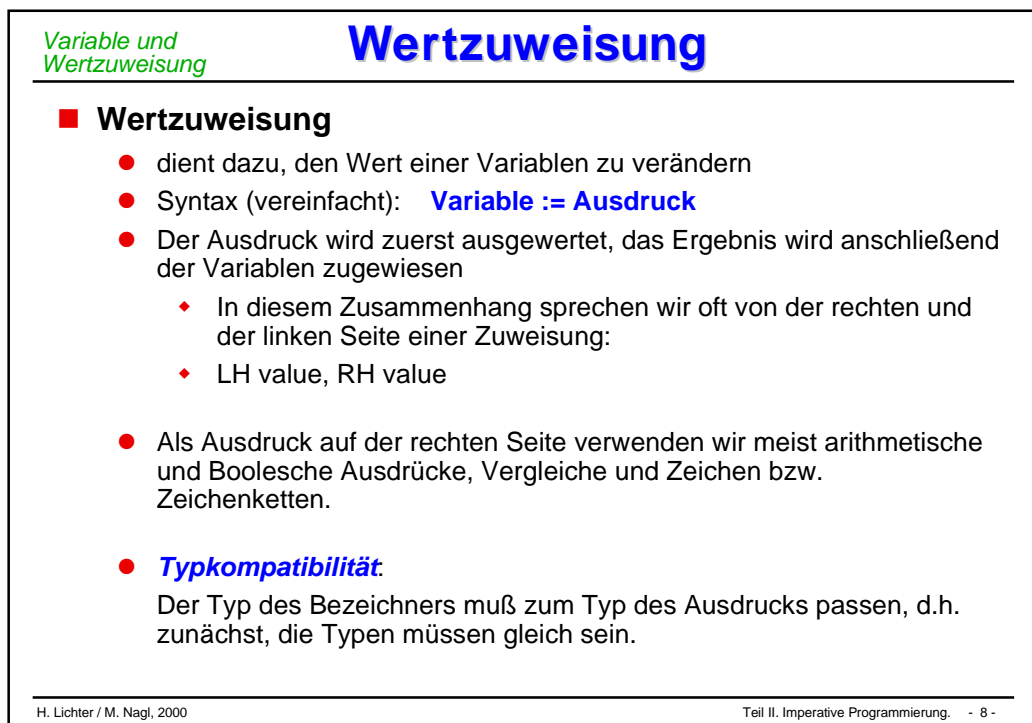 Variable und
Wertzuweisung
Wertzuweisung
Wertzuweisung
dient dazu, den Wert einer Variablen zu verändern
Syntax (vereinfacht): Variable := Ausdruck
Der Ausdruck wird zuerst ausgewertet, das Ergebnis wird anschließend
der Variablen zugewiesen
In diesem Zusammenhang sprechen wir oft von der rechten und
der linken Seite einer Zuweisung:
LH value, RH value
Als Ausdruck auf der rechten Seite verwenden wir meist arithmetische
und Boolesche Ausdrücke, Vergleiche und Zeichen bzw.
Zeichenketten.
Typkompatibilität:
Der Typ des Bezeichners muß zum Typ des Ausdrucks passen, d.h.
zunächst, die Typen müssen gleich sein.
H. Lichter / M. Nagl, 2000
Teil II. Imperative Programmierung. - 8 -